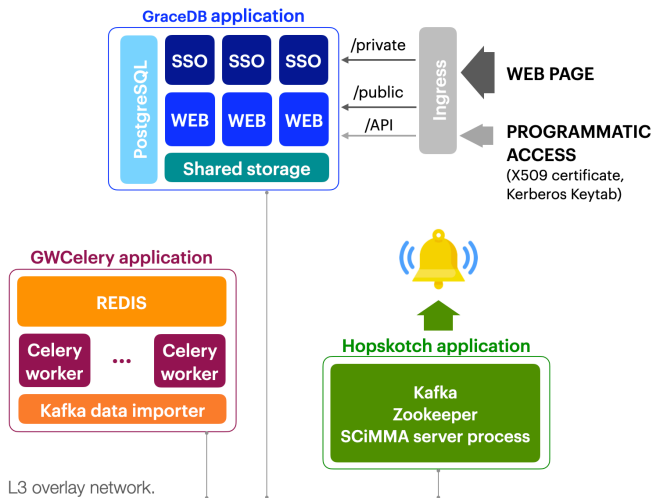 GraceDB application
PostgreSQL
SSO SSO SSO
WEB WEB WEB
Shared storage
/private
/public
/API
Ingress
WEB PAGE
PROGRAMMATIC
ACCESS
(X509 certificate,
Kerberos Keytab)
GWCelery application
REDIS
Celery
worker
...
Celery
worker
Kafka data importer
Hopskotch application
Kafka
Zookeeper
SCiMMA server process
L3 overlay network.